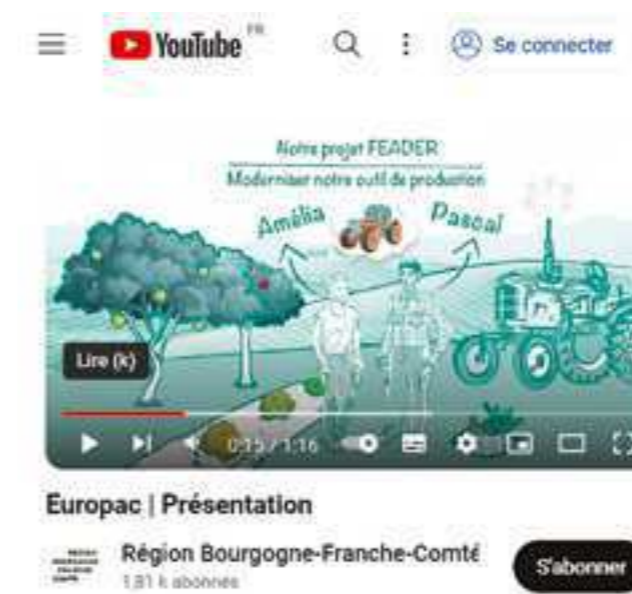 YouTube FR
Se connecter
Notre projet FEADER
Moderniser notre outil de production
Amélia
Pascal
Lire (k)
0:15 / 1:16
Europac | Présentation
Région Bourgogne-Franche-Comté
1,81 k abonnés
S'abonner